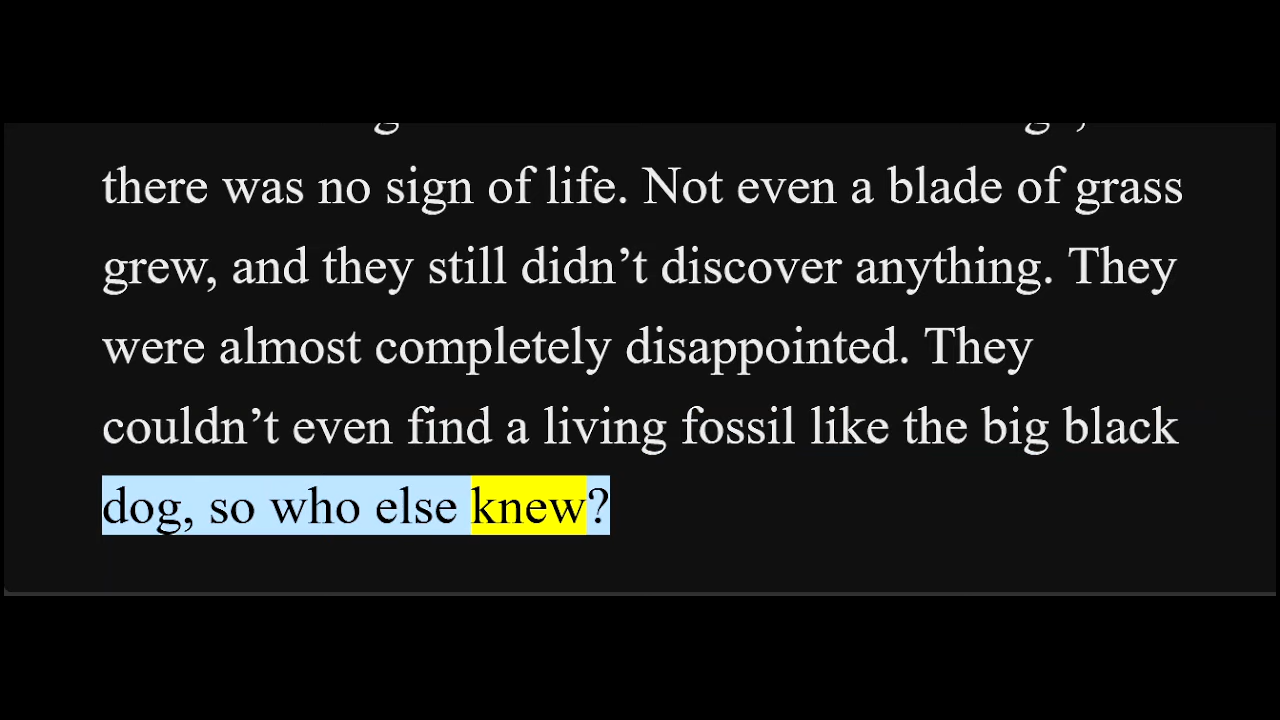 there was no sign of life. Not even a blade of grass
grew, and they still didn’t discover anything. They
were almost completely disappointed. They
couldn’t even find a living fossil like the big black
dog, so who else knew?